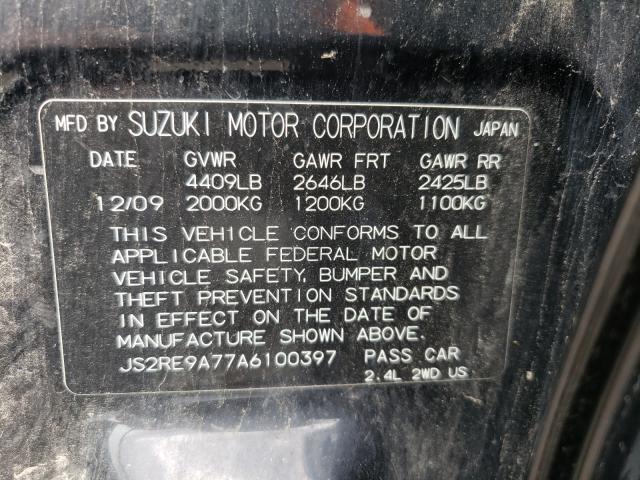 MFD BY SUZUKI MOTOR CORPORATION JAPAN
DATE GVWR GAWR FRT GAWR RR
4409LB 2646LB 2425LB
12/09 2000KG 1200KG 1100KG
THIS VEHICLE CONFORMS TO ALL
APPLICABLE FEDERAL MOTOR
VEHICLE SAFETY, BUMPER AND
THEFT PREVENTION STANDARDS
IN EFFECT ON THE DATE OF
MANUFACTURE SHOWN ABOVE.
JS2RE9A77A6100397 PASS CAR
2.4L 2WD US